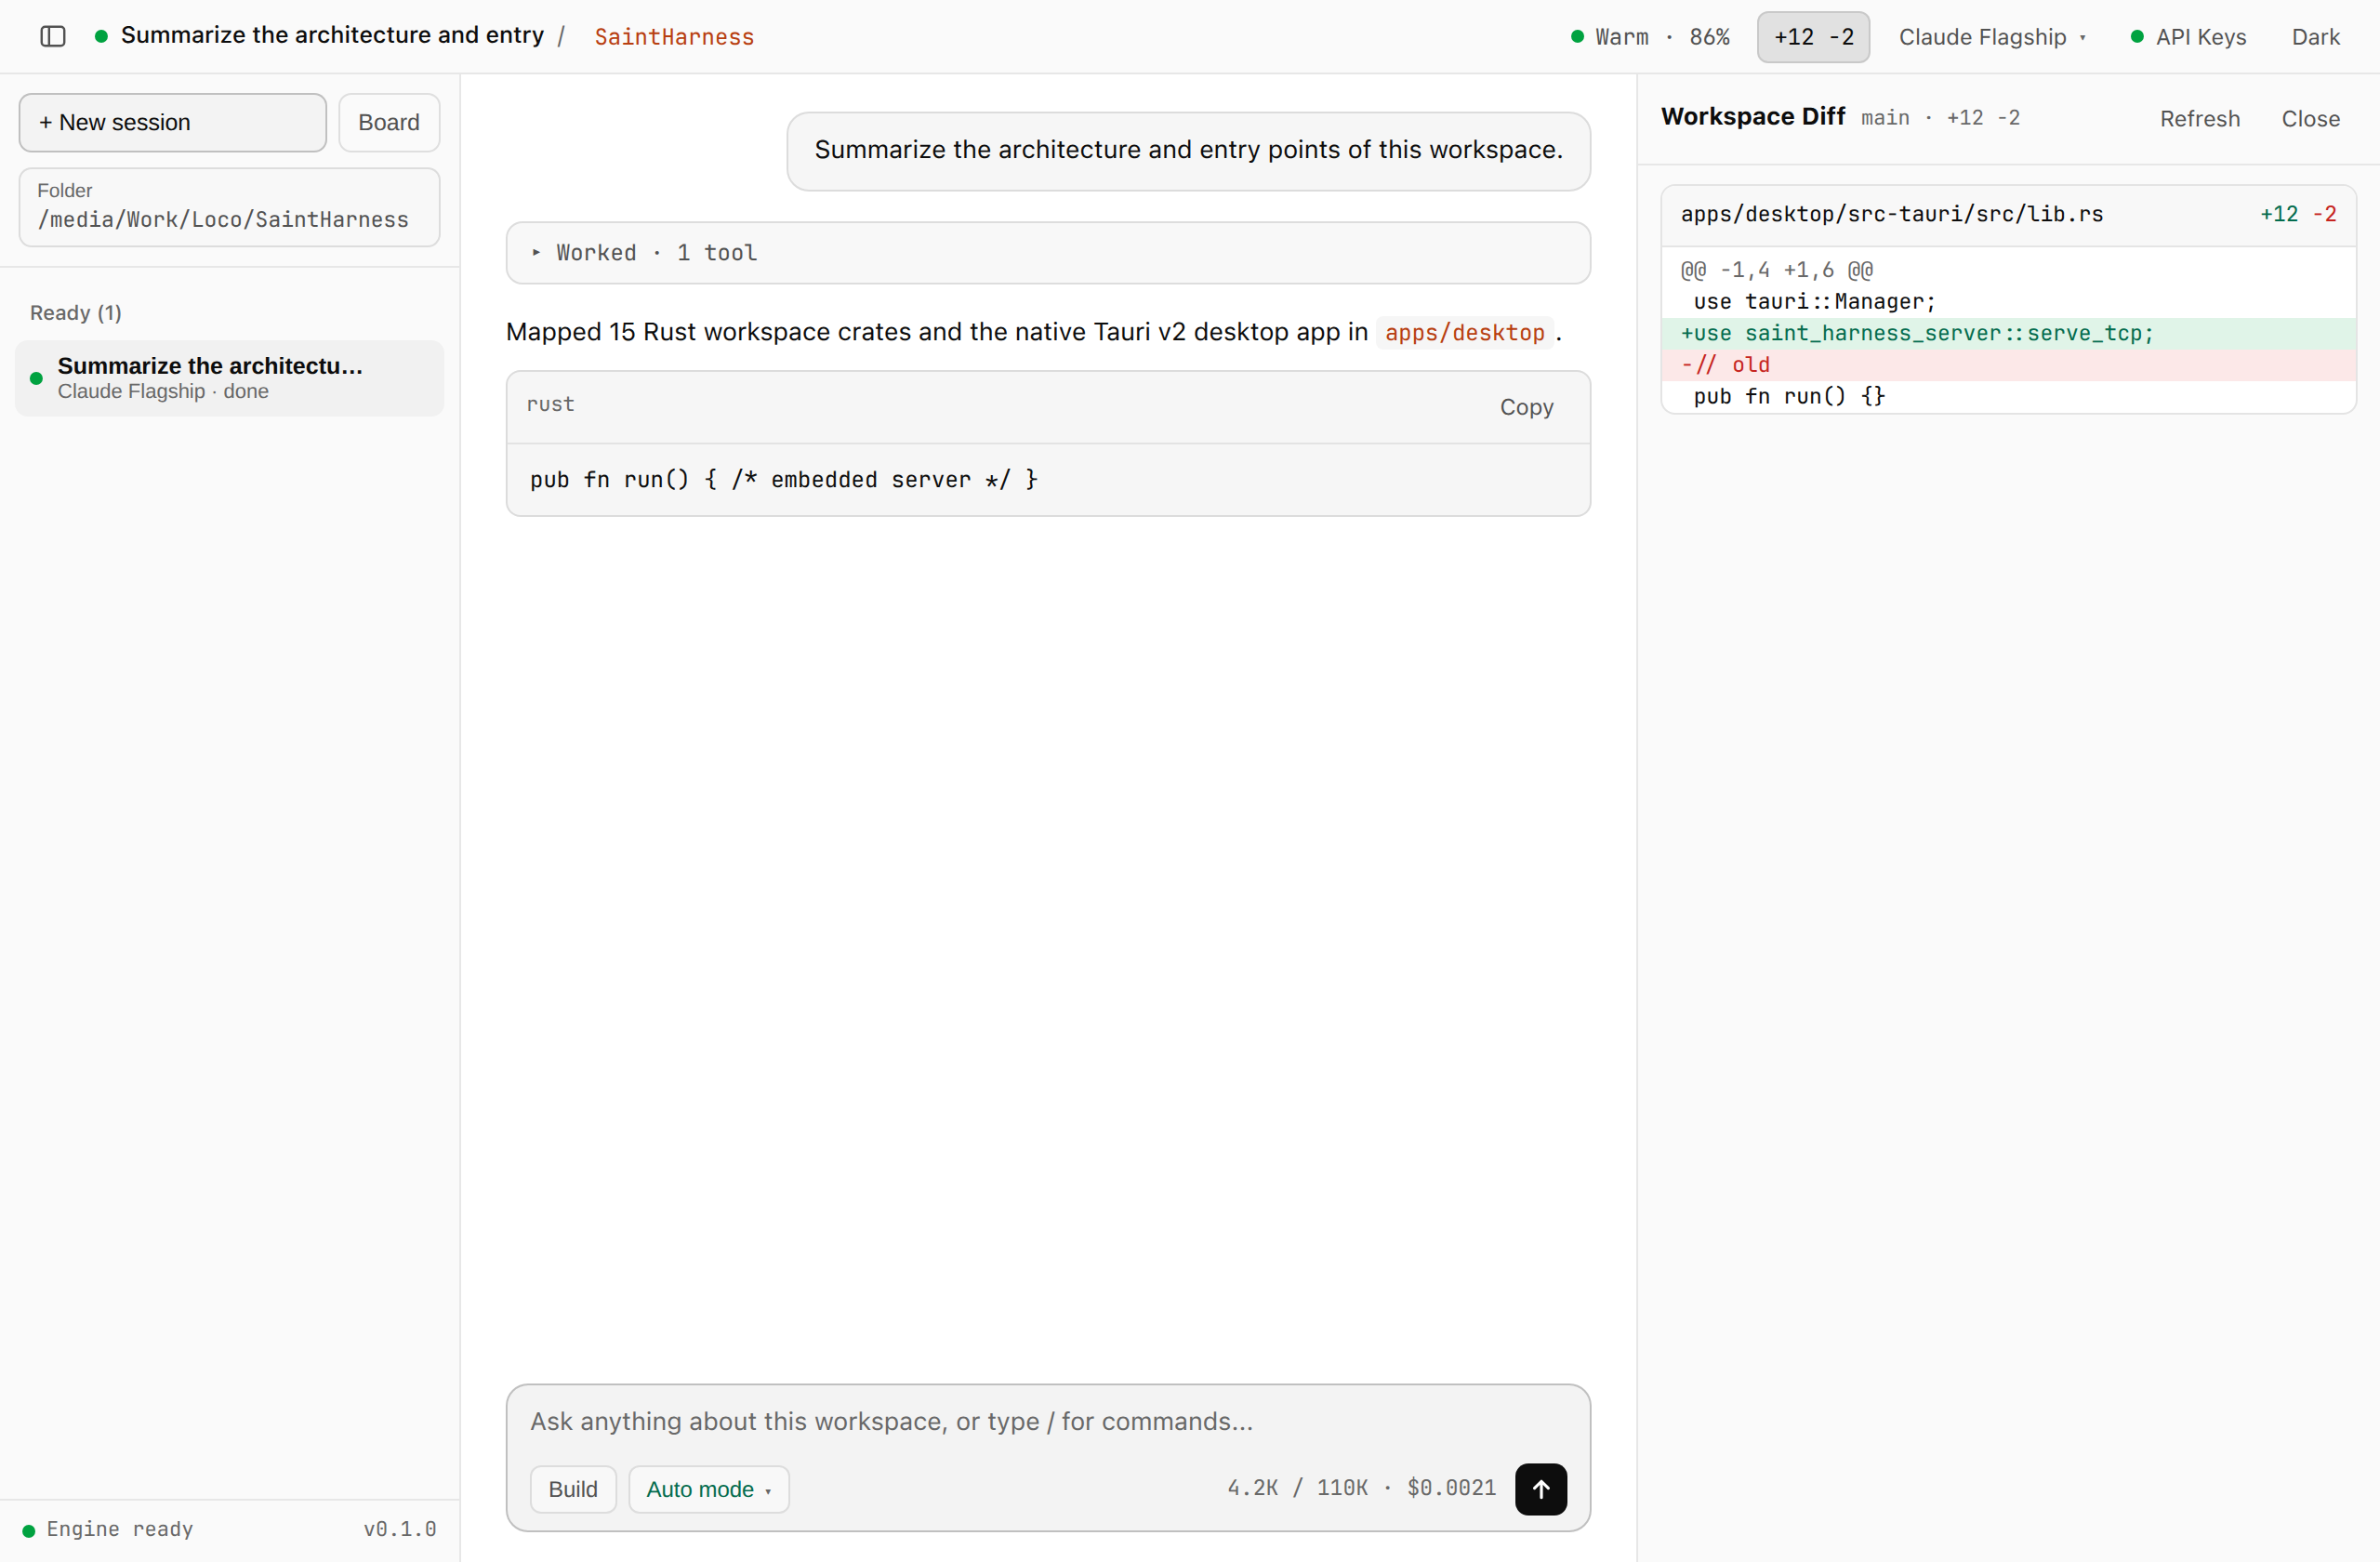 Summarize the architecture and entry / SaintHarness
Warm · 86% +12 -2 Claude Flagship ▾ API Keys Dark
+ New session Board
Folder
/media/Work/Loco/SaintHarness
Ready (1)
Summarize the architectu…
Claude Flagship · done
Engine ready v0.1.0
Summarize the architecture and entry points of this workspace.
▸ Worked · 1 tool
Mapped 15 Rust workspace crates and the native Tauri v2 desktop app in apps/desktop.
rust Copy
pub fn run() { /* embedded server */ }
Ask anything about this workspace, or type / for commands...
Build Auto mode ▾ 4.2K / 110K · $0.0021
Workspace Diff main · +12 -2 Refresh Close
apps/desktop/src-tauri/src/lib.rs +12 -2
@@ -1,4 +1,6 @@
use tauri::Manager;
+use saint_harness_server::serve_tcp;
-// old
pub fn run() {}